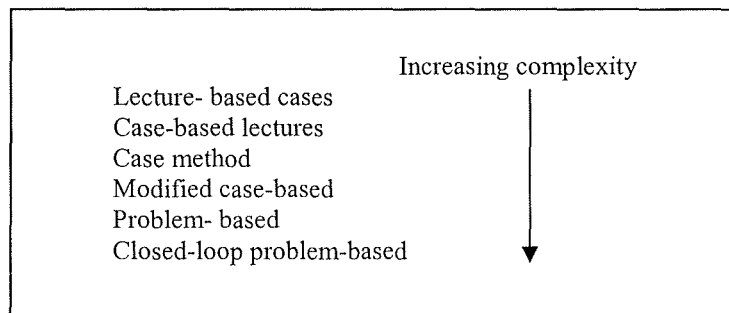 Increasing complexity
Lecture- based cases
Case-based lectures
Case method
Modified case-based
Problem- based
Closed-loop problem-based